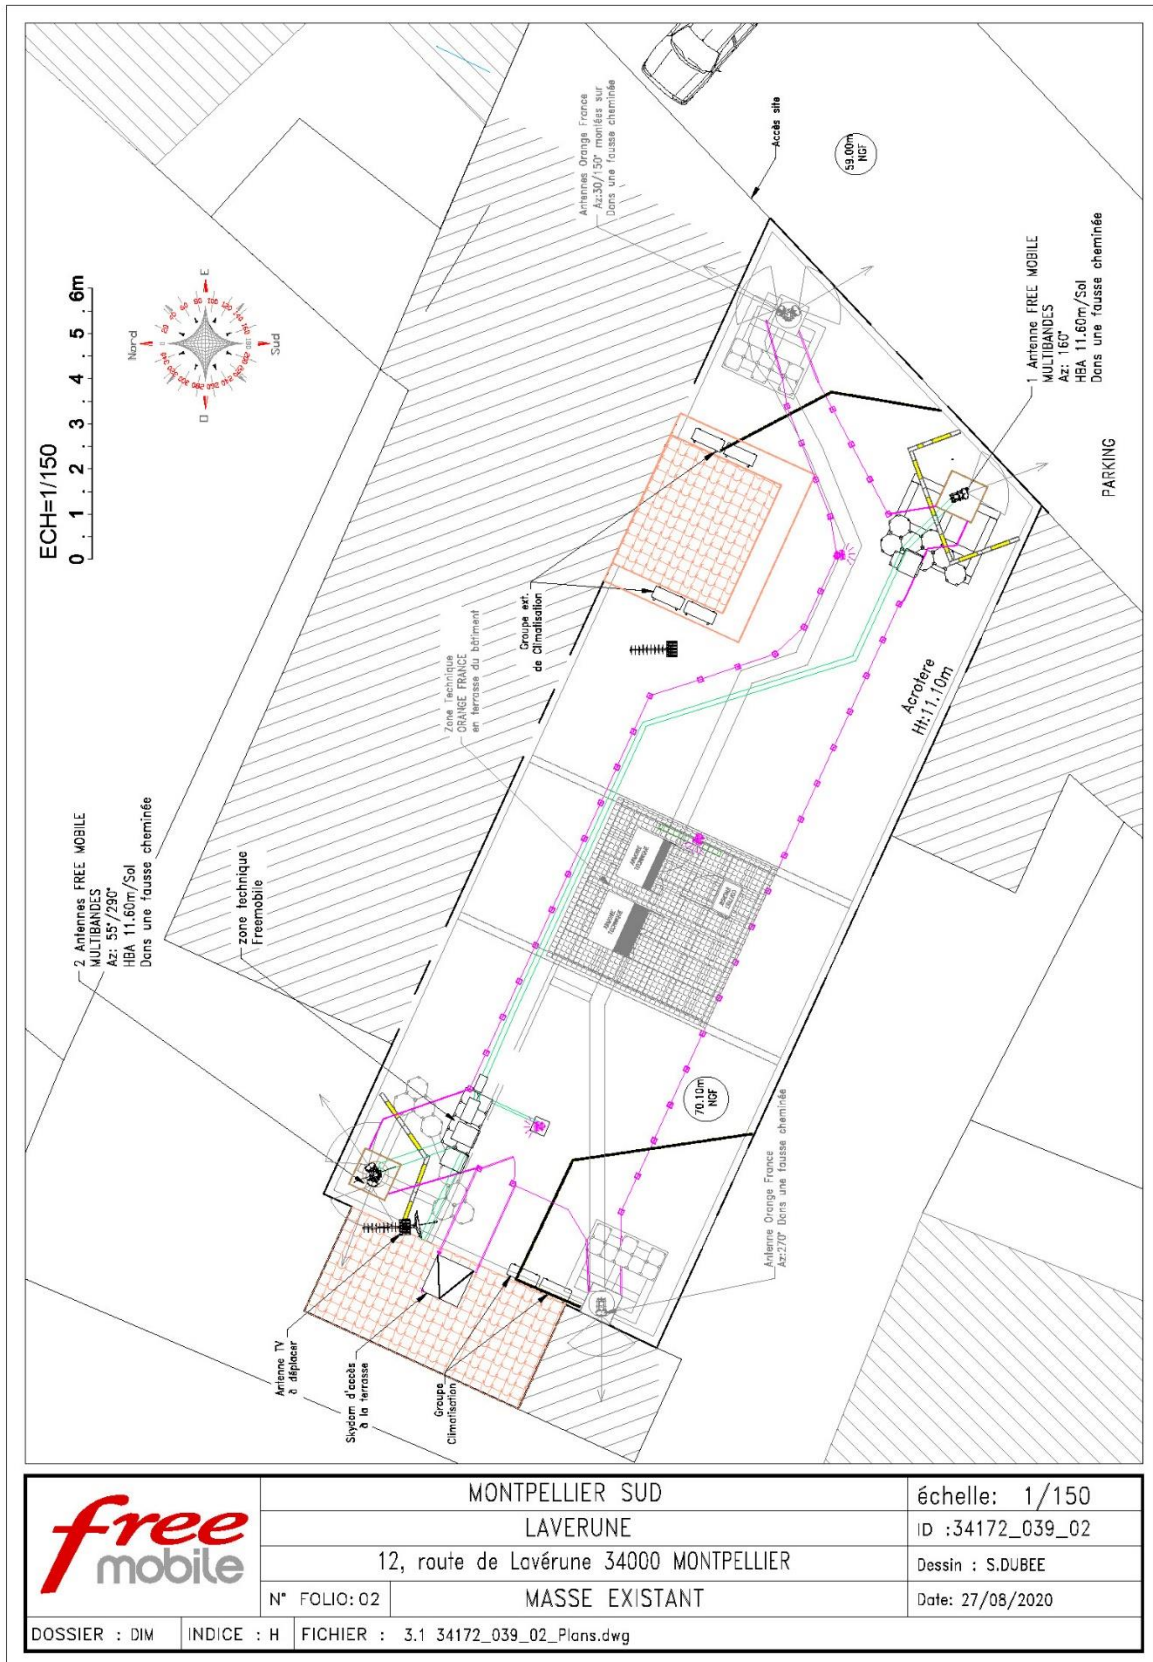 Antennes Orange France
Az:30/150° montées sur
Dans une fausse cheminée
Accès site
59.00m
NGF
Nord
E
Sud
O
ECH=1/150
0 1 2 3 4 5 6m
1 Antenne FREE MOBILE
MULTIBANDES
Az: 160°
HBA 11.60m/Sol
Dans une fausse cheminée
PARKING
Groupe ext.
de Climatisation
Zone Technique
ORANGE FRANCE
en terrasse du bâtiment
Acrotere
Ht:11.10m
2 Antennes FREE MOBILE
MULTIBANDES
Az: 55°/290°
HBA 11.60m/Sol
Dans une fausse cheminée
zone technique
Freemobile
70.10m
NGF
Antenne Orange France
Az:270° Dans une fausse cheminée
Antenne TV
à déplacer
Skydom d'accès
à la terrasse
Groupe
Climatisation
free
mobile
MONTPELLIER SUD
LAVERUNE
12, route de Lavérune 34000 MONTPELLIER
N° FOLIO: 02
MASSE EXISTANT
échelle: 1/150
ID :34172_039_02
Dessin : S.DUBEE
Date: 27/08/2020
DOSSIER : DIM
INDICE : H
FICHIER : 3.1 34172_039_02_Plans.dwg